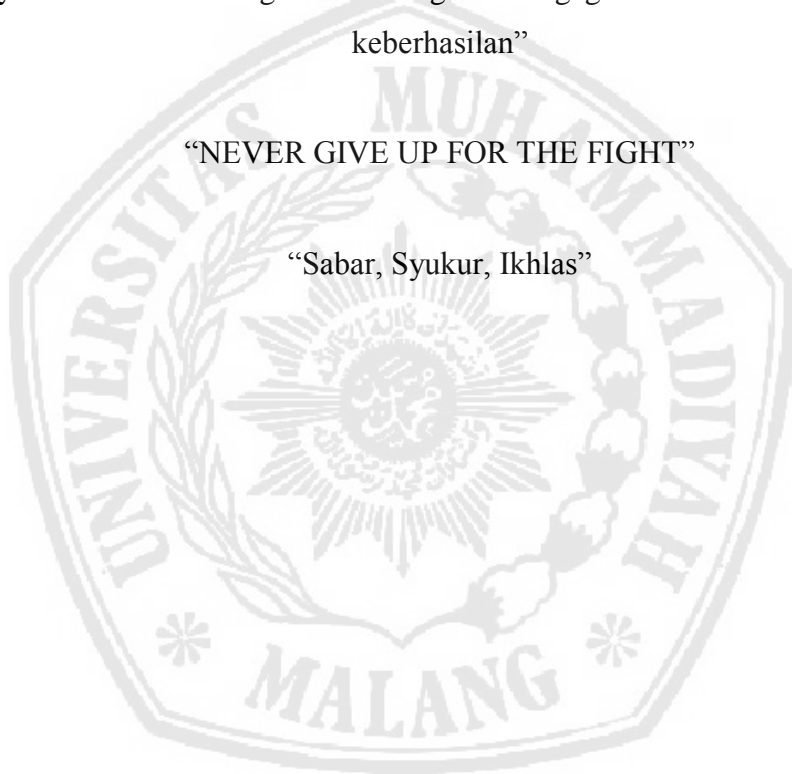 keberhasilan”
“NEVER GIVE UP FOR THE FIGHT”
“Sabar, Syukur, Ikhlas”
UNIVERSITAS MUHAMMADIYAH
MALANG